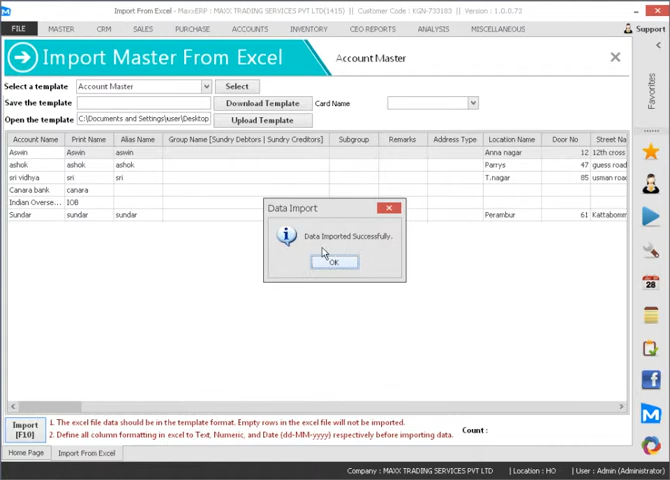 Import From Excel - MaxxERP : MAXX TRADING SERVICES PVT LTD(1415) : Customer Code : KGN-733183 : Version : 1.0.0.73
FILE MASTER CRM SALES PURCHASE ACCOUNTS INVENTORY CEO REPORTS ANALYSIS MISCELLANEOUS Support
Import Master From Excel Account Master
Select a template Account Master Select
Save the template Download Template Card Name
Open the template C:\Documents and Settings\user\Desktop Upload Template
Favorites
Account Name Print Name Alias Name Group Name [Sundry Debtors | Sundry Creditors] Subgroup Remarks Address Type Location Name Door No Street Na
Aswin Aswin aswin Anna nagar 12 12th cross
ashok ashok ashok Parrys 47 guess road
sri vidhya sri sri T.nagar 85 usman road
Canara bank canara
Indian Overse... IOB
Sundar sundar sundar Perambur 61 Kattabomm
Data Import
Data Imported Successfully.
OK
28
Import
[F10]
1. The excel file data should be in the template format. Empty rows in the excel file will not be imported.
2. Define all column formatting in excel to Text, Numeric, and Date (dd-MM-yyyy) respectively before importing data.
Count :
Home Page Import From Excel
Company : MAXX TRADING SERVICES PVT LTD | Location : HO | User : Admin (Administrator)